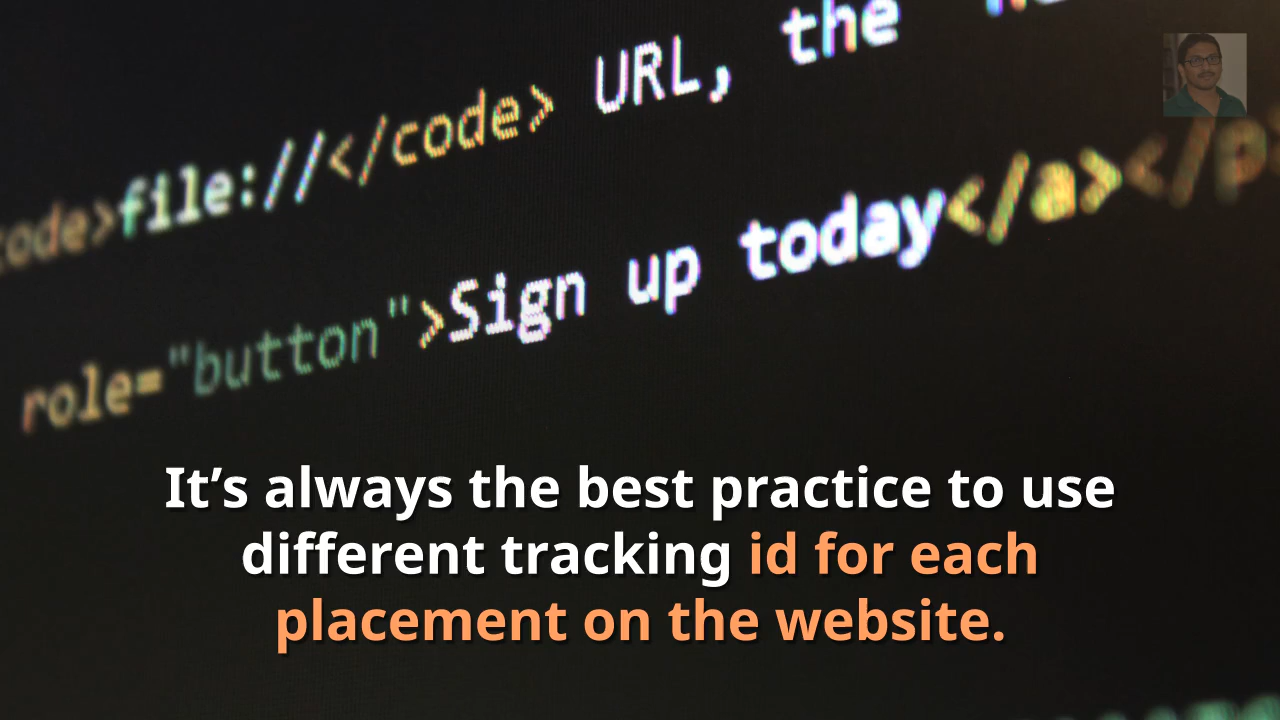 code>file://</code> URL, the
role="button">Sign up today</a></p>
It’s always the best practice to use
different tracking id for each
placement on the website.